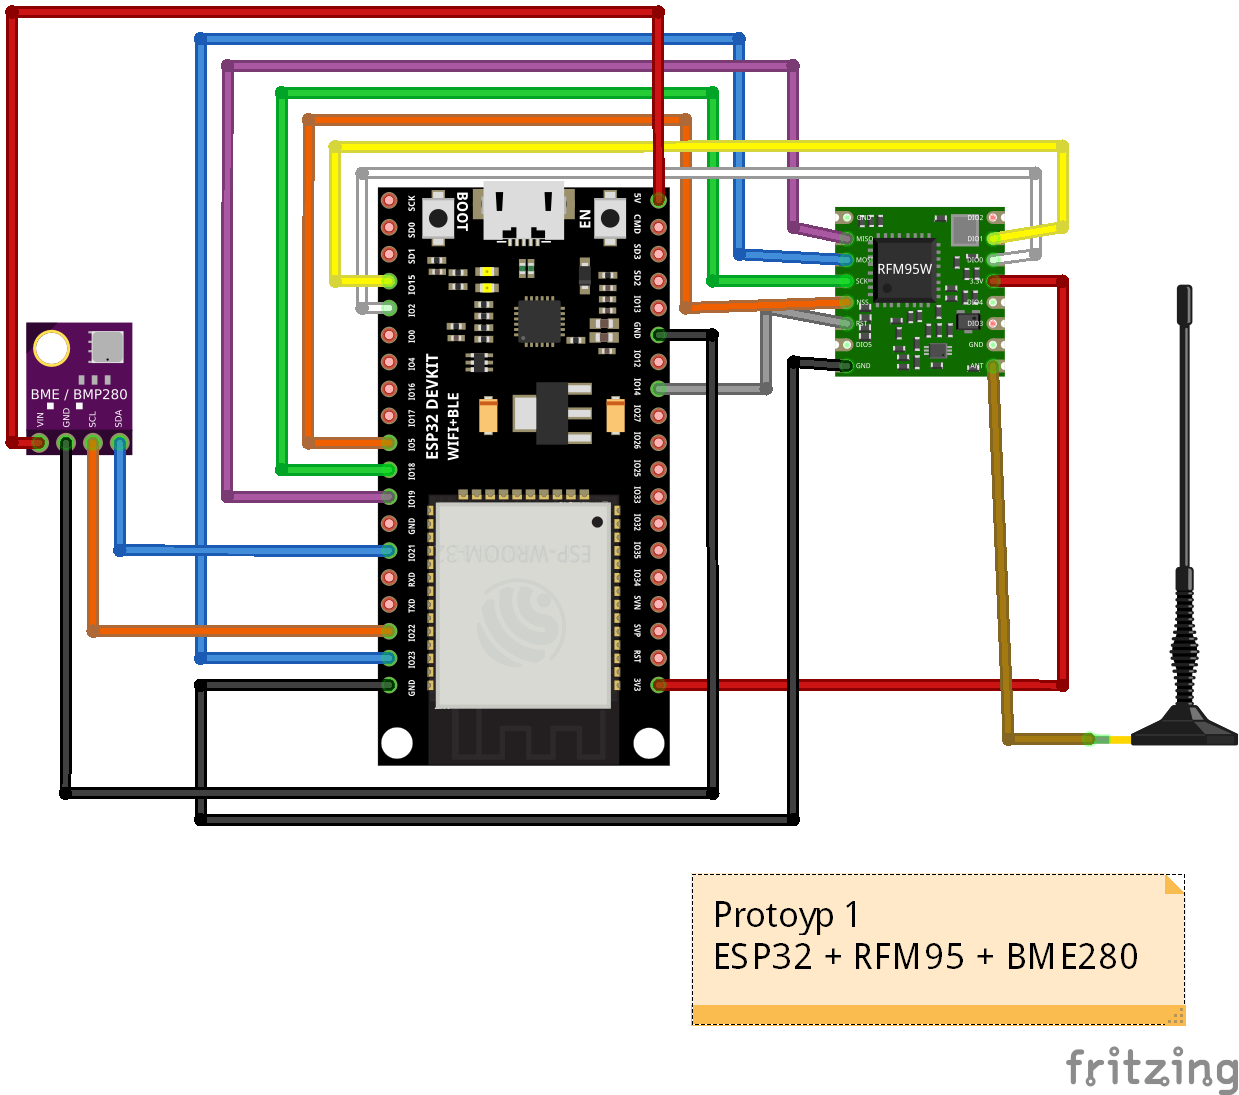 BOOT
EN
SCK
SD0
SD1
IO15
IO2
IO0
IO4
IO16
IO17
IO5
IO18
IO19
GND
IO21
RXD
TXD
IO22
IO23
GND
5V
CMD
SD3
SD2
IO13
GND
IO12
IO14
IO27
IO26
IO25
IO33
IO32
IO35
IO34
SVN
SVP
RST
3V3
ESP32 DEVKIT
WIFI+BLE
ESP-WROOM-32
BME / BMP280
VIN
GND
SCL
SDA
RFM95W
GND
MISO
MOSI
SCK
NSS
RST
DIO5
GND
DIO2
DIO1
DIO0
3.3V
DIO4
DIO3
GND
ANT
Protoyp 1
ESP32 + RFM95 + BME280
fritzing